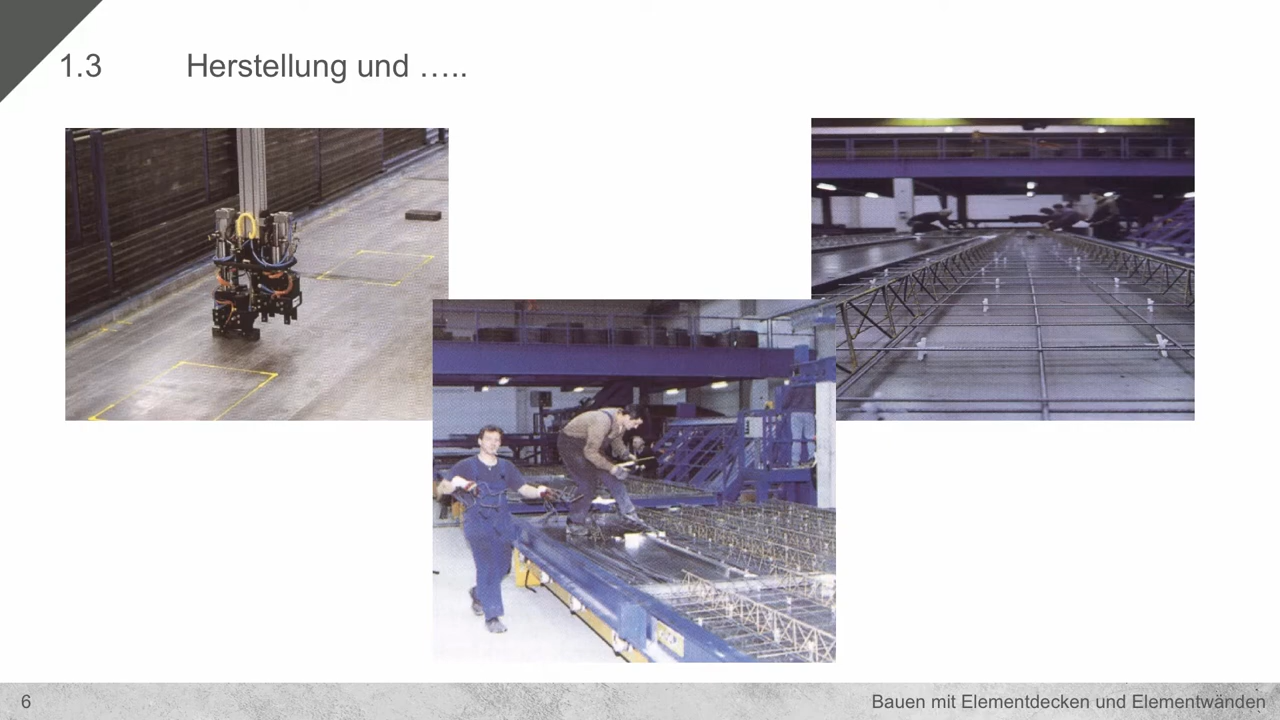 1.3 Herstellung und …..
6 Bauen mit Elementdecken und Elementwänden